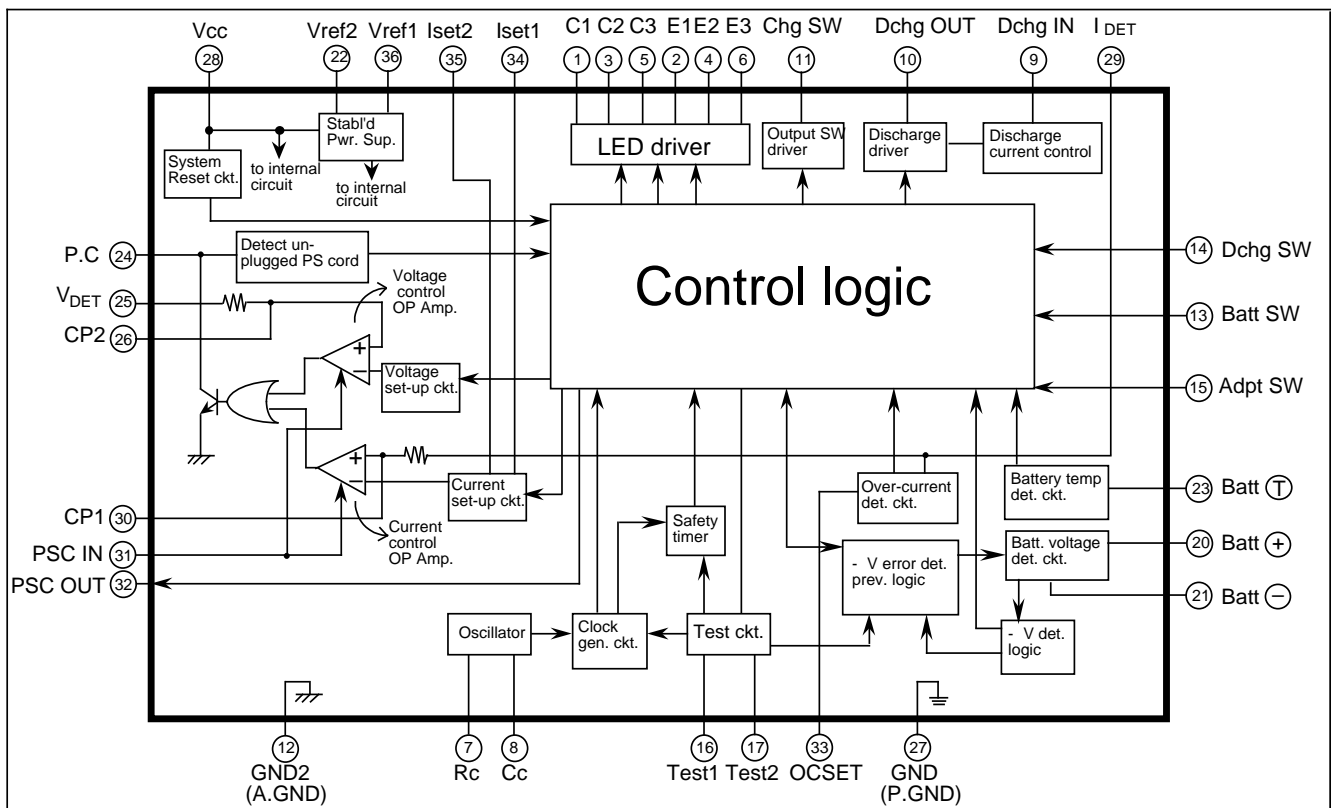 Vcc
Vref2
Vref1
Iset2
Iset1
C1 C2 C3 E1 E2 E3
Chg SW
Dchg OUT
Dchg IN
I DET
28
22
36
35
34
1
3
5
2
4
6
11
10
9
29
Stabl'd
Pwr. Sup.
System
Reset ckt.
to internal
circuit
to internal
circuit
LED driver
Output SW
driver
Discharge
driver
Discharge
current control
Control logic
P.C 24
Detect un-
plugged PS cord
VDET 25
CP2 26
Voltage
control
OP Amp.
+
−
Voltage
set-up ckt.
14 Dchg SW
13 Batt SW
15 Adpt SW
+
−
Current
set-up ckt.
Current
control
OP Amp.
CP1 30
PSC IN 31
PSC OUT 32
Safety
timer
Over-current
det. ckt.
Battery temp
det. ckt.
23 Batt T
- V error det.
prev. logic
Batt. voltage
det. ckt.
20 Batt +
21 Batt −
- V det.
logic
Oscillator
Clock
gen. ckt.
Test ckt.
12
7
8
16
17
33
27
GND2
(A.GND)
Rc
Cc
Test1
Test2
OCSET
GND
(P.GND)